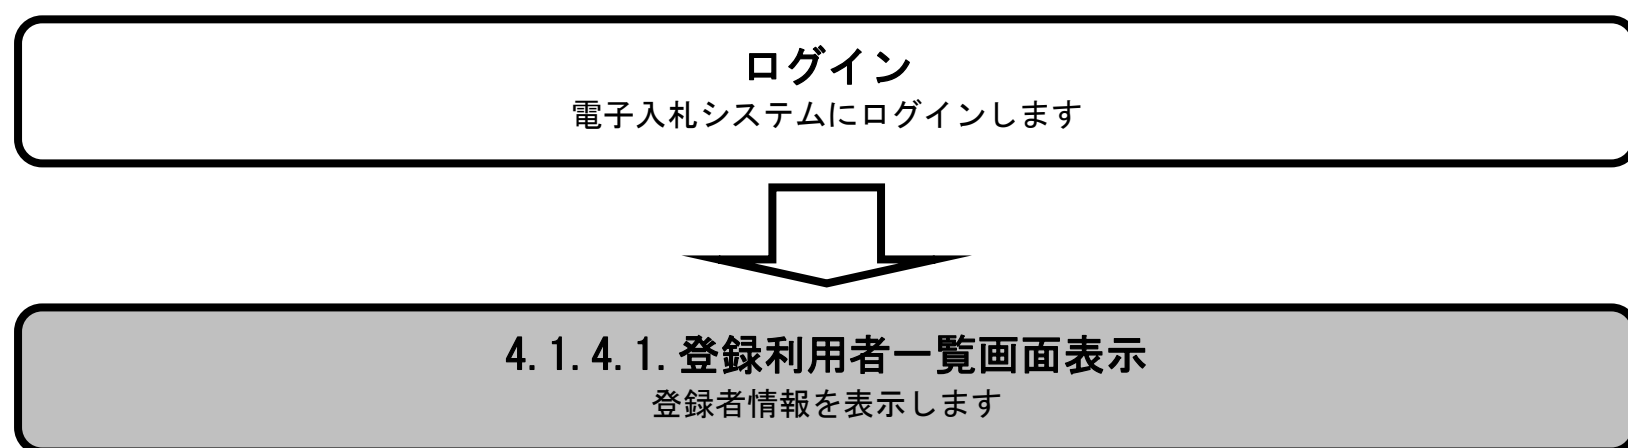 ログイン
電子入札システムにログインします
4.1.4.1.登録利用者一覧画面表示
登録者情報を表示します